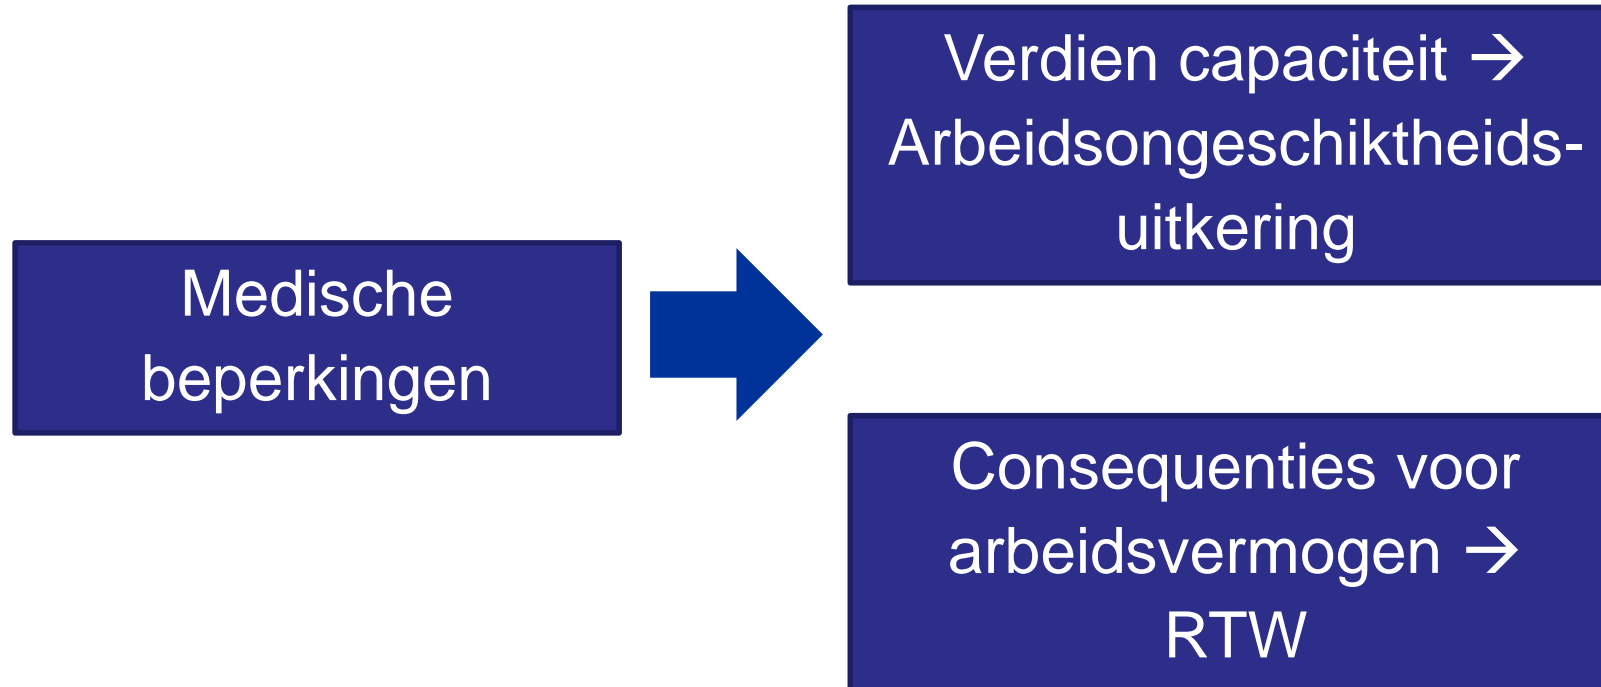 Medische
beperkingen
Verdien capaciteit →
Arbeidsongeschiktheids-
uitkering
Consequenties voor
arbeidsvermogen →
RTW